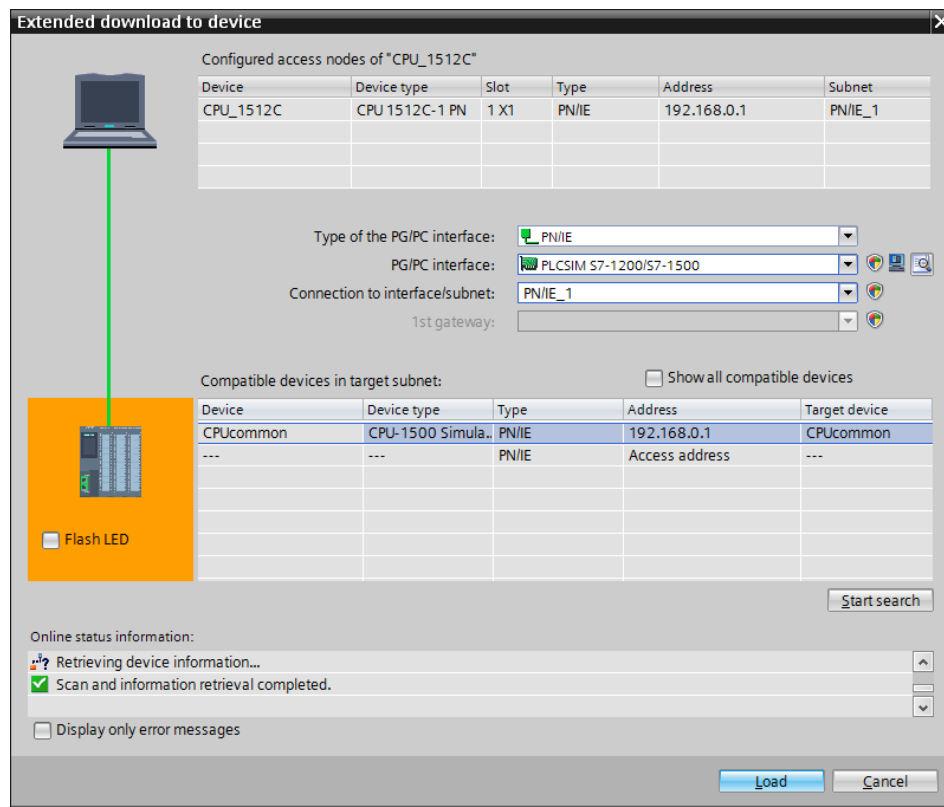 Extended download to device
Configured access nodes of "CPU_1512C"
Device Device type Slot Type Address Subnet
CPU_1512C CPU 1512C-1 PN 1 X1 PN/IE 192.168.0.1 PN/IE_1
Type of the PG/PC interface: PN/IE
PG/PC interface: PLCSIM S7-1200/S7-1500
Connection to interface/subnet: PN/IE_1
1st gateway:
Compatible devices in target subnet: Show all compatible devices
Device Device type Type Address Target device
CPUcommon CPU-1500 Simula.. PN/IE 192.168.0.1 CPUcommon
--- --- PN/IE Access address ---
Flash LED
Start search
Online status information:
Retrieving device information...
Scan and information retrieval completed.
Display only error messages
Load Cancel